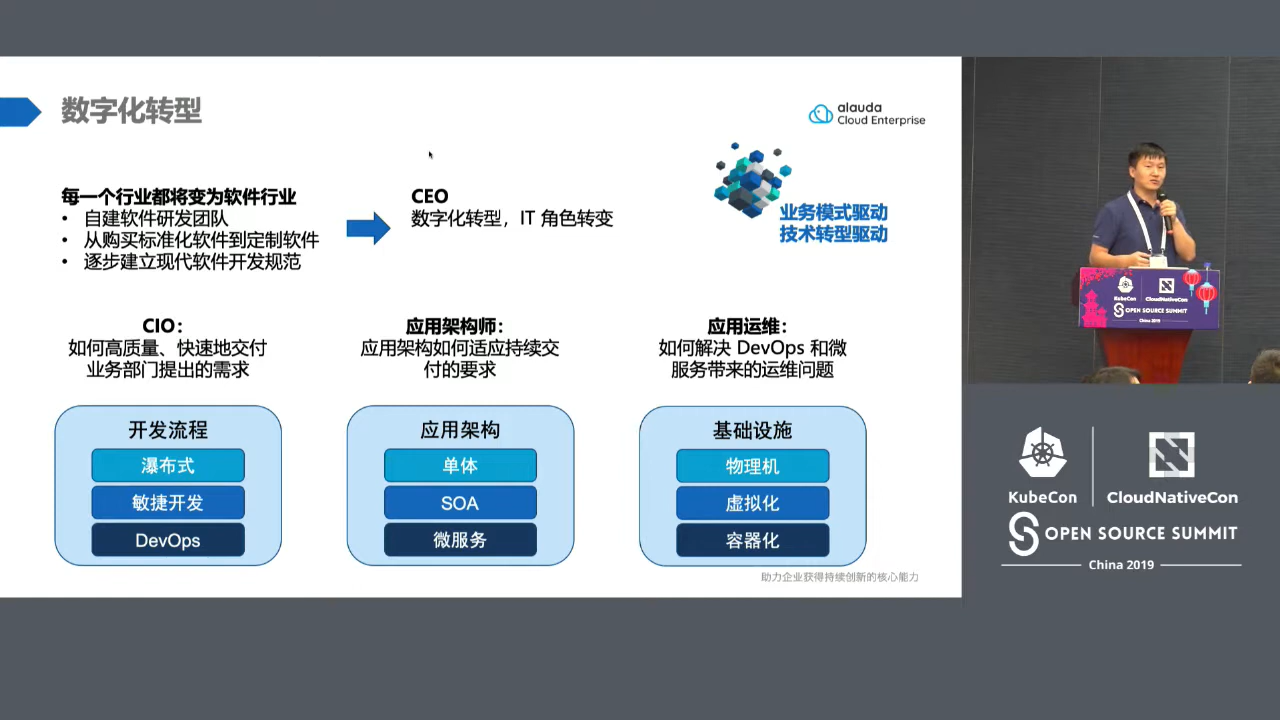 数字化转型
alauda
Cloud Enterprise
每一个行业都将变为软件行业
• 自建软件研发团队
• 从购买标准化软件到定制软件
• 逐步建立现代软件开发规范
CEO
数字化转型，IT 角色转变
业务模式驱动
技术转型驱动
CIO：
如何高质量、快速地交付
业务部门提出的需求
应用架构师：
应用架构如何适应持续交
付的要求
应用运维：
如何解决 DevOps 和微
服务带来的运维问题
开发流程
瀑布式
敏捷开发
DevOps
应用架构
单体
SOA
微服务
基础设施
物理机
虚拟化
容器化
助力企业获得持续创新的核心能力
KubeCon
CloudNativeCon
OPEN SOURCE SUMMIT
China 2019
KubeCon
CloudNativeCon
OPEN SOURCE SUMMIT
China 2019